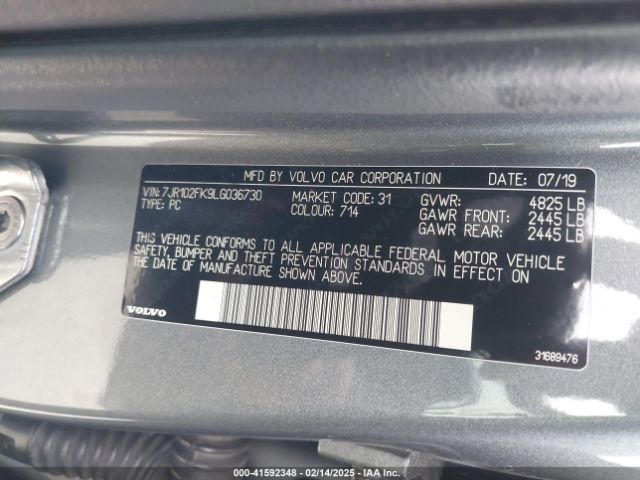 MFD BY VOLVO CAR CORPORATION DATE: 07/19
VIN: 7JR102FK9LG036730 MARKET CODE: 31 GVWR: 4825 LB
TYPE: PC COLOUR: 714 GAWR FRONT: 2445 LB
GAWR REAR: 2445 LB
THIS VEHICLE CONFORMS TO ALL APPLICABLE FEDERAL MOTOR VEHICLE
SAFETY, BUMPER AND THEFT PREVENTION STANDARDS IN EFFECT ON
THE DATE OF MANUFACTURE SHOWN ABOVE.
VOLVO
31689476
000-41592348 - 02/14/2025 - IAA Inc.